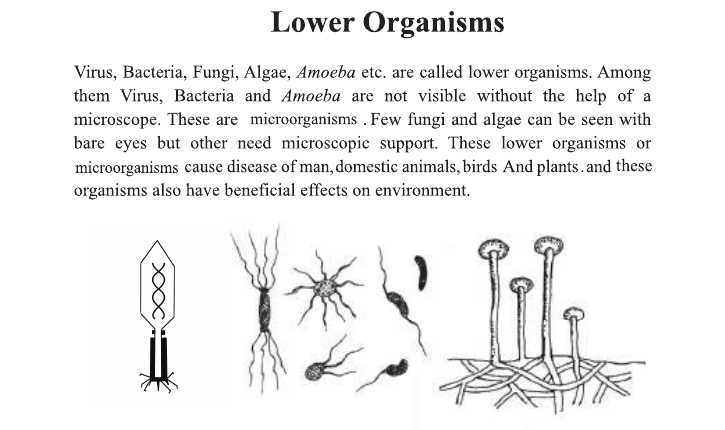 Lower Organisms
Virus, Bacteria, Fungi, Algae, Amoeba etc. are called lower organisms. Among
them Virus, Bacteria and Amoeba are not visible without the help of a
microscope. These are microorganisms . Few fungi and algae can be seen with
bare eyes but other need microscopic support. These lower organisms or
microorganisms cause disease of man, domestic animals, birds And plants. and these
organisms also have beneficial effects on environment.